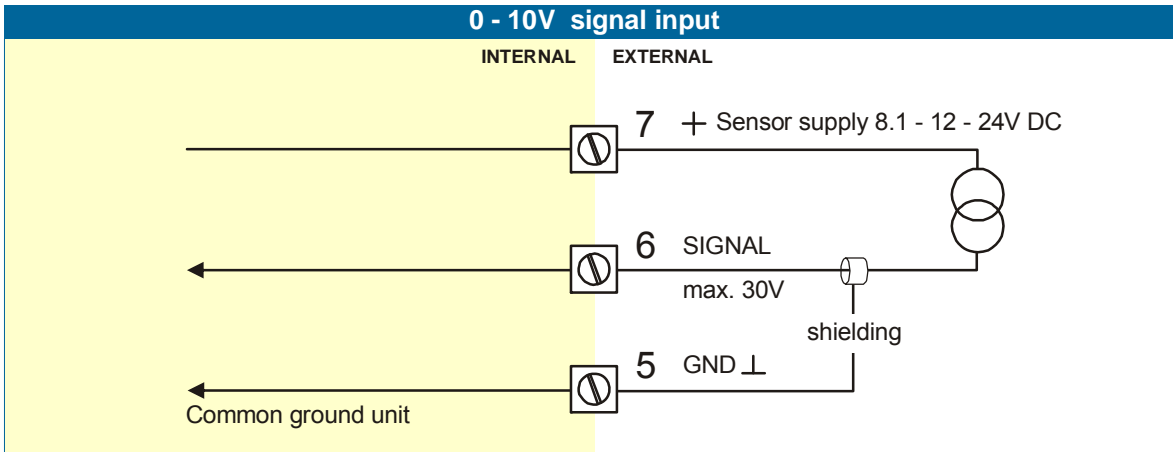 0 - 10V signal input
INTERNAL EXTERNAL
7 + Sensor supply 8.1 - 12 - 24V DC
6 SIGNAL
max. 30V
shielding
5 GND ⊥
Common ground unit